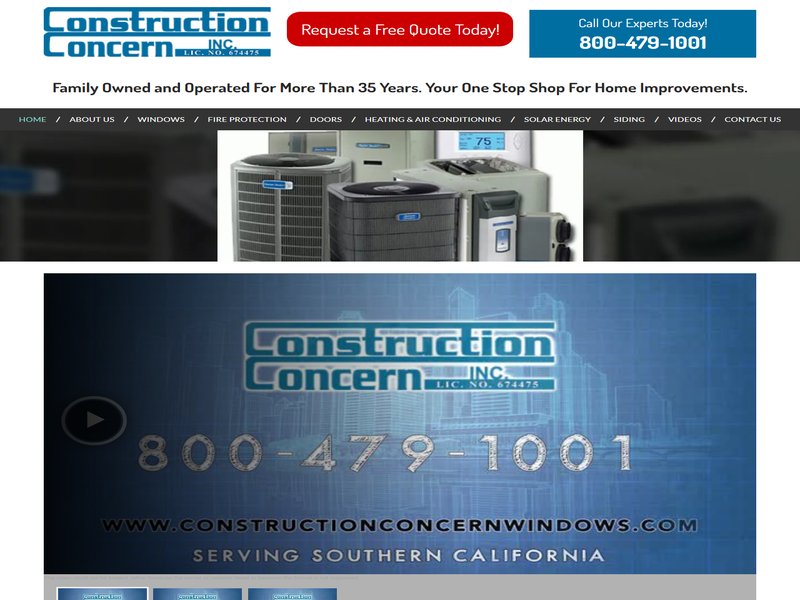 Construction
Concern INC.
LIC. NO. 674475
Request a Free Quote Today!
Call Our Experts Today!
800-479-1001
Family Owned and Operated For More Than 35 Years. Your One Stop Shop For Home Improvements.
HOME / ABOUT US / WINDOWS / FIRE PROTECTION / DOORS / HEATING & AIR CONDITIONING / SOLAR ENERGY / SIDING / VIDEOS / CONTACT US
75
Construction
Concern INC.
LIC. NO. 674475
800-479-1001
WWW.CONSTRUCTIONCONCERNWINDOWS.COM
SERVING SOUTHERN CALIFORNIA
Construction Construction Construction